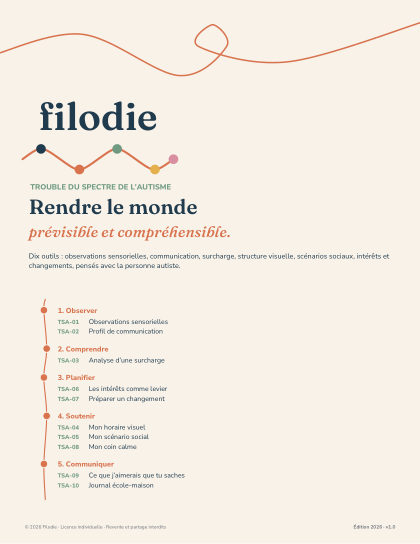 filodie
TROUBLE DU SPECTRE DE L'AUTISME
Rendre le monde
prévisible et compréhensible.
Dix outils : observations sensorielles, communication, surcharge, structure visuelle, scénarios sociaux, intérêts et
changements, pensés avec la personne autiste.
1. Observer
TSA-01 Observations sensorielles
TSA-02 Profil de communication
2. Comprendre
TSA-03 Analyse d'une surcharge
3. Planifier
TSA-06 Les intérêts comme levier
TSA-07 Préparer un changement
4. Soutenir
TSA-04 Mon horaire visuel
TSA-05 Mon scénario social
TSA-08 Mon coin calme
5. Communiquer
TSA-09 Ce que j'aimerais que tu saches
TSA-10 Journal école-maison
© 2026 Filodie · Licence individuelle · Revente et partage interdits
Édition 2026 · v1.0